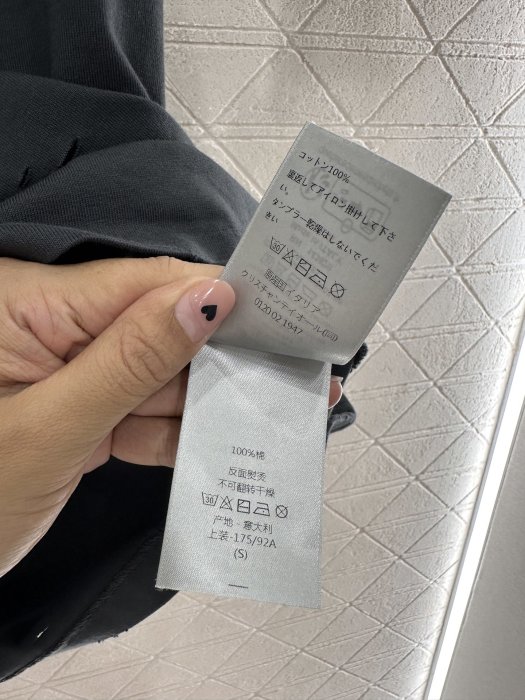 コットン100%
裏返してアイロン掛けして下さ
い。
タンブラー乾燥はしないでくだ
さい
30
原産国イタリア
クリスチャンディオール(同)
0120 02 1947
100%棉
反面熨烫
不可翻转干燥
30
产地 · 意大利
上装-175/92A
(S)